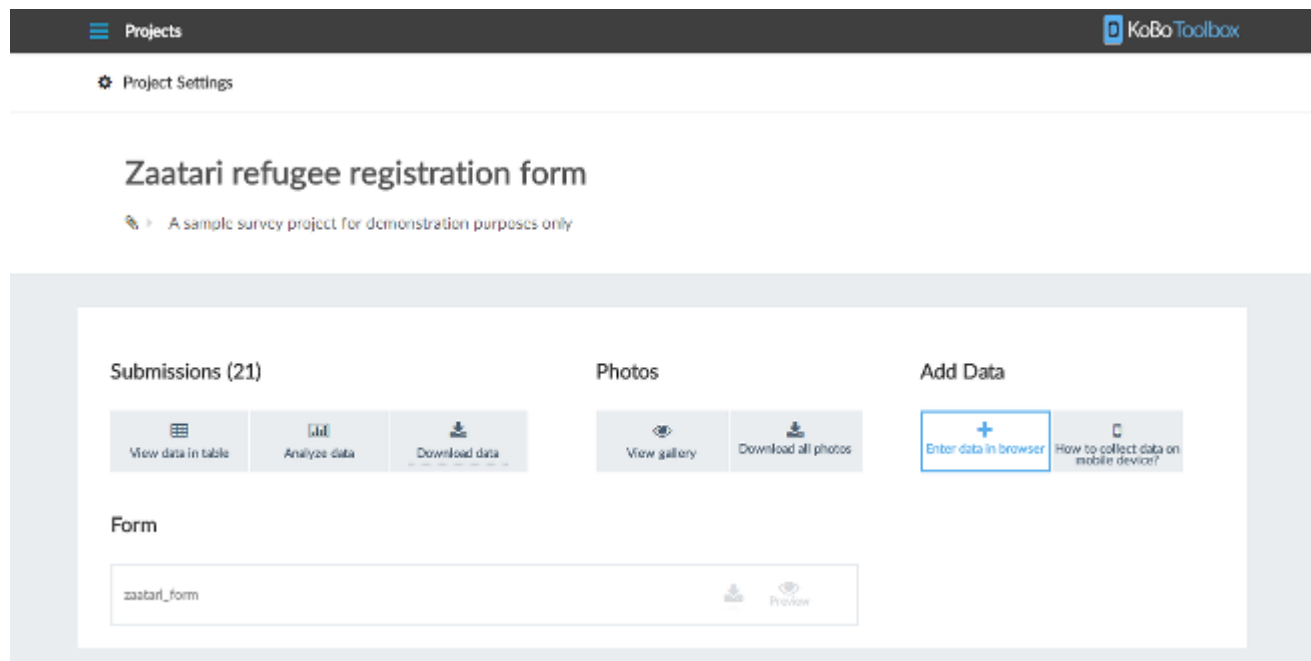 Projects
KoBoToolbox
Project Settings
Zaatari refugee registration form
A sample survey project for demonstration purposes only
Submissions (21)
Photos
Add Data
View data in table
Analyze data
Download data
View gallery
Download all photos
Enter data in browser
How to collect data on
mobile device?
Form
zaatari_form
Preview